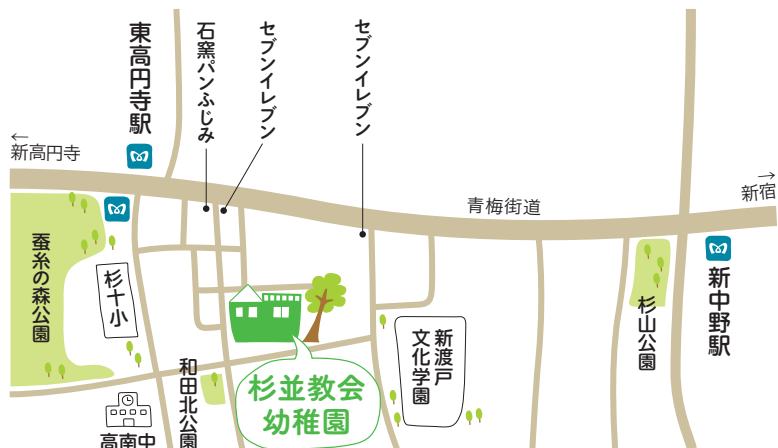 東高円寺駅
石窯パンふじみ
セブンイレブン
セブンイレブン
←
新高円寺
青梅街道
→
新宿
蚕糸の森公園
杉十小
新中野駅
杉山公園
新渡戸
文化学園
和田北公園
杉並教会
幼稚園
高南中